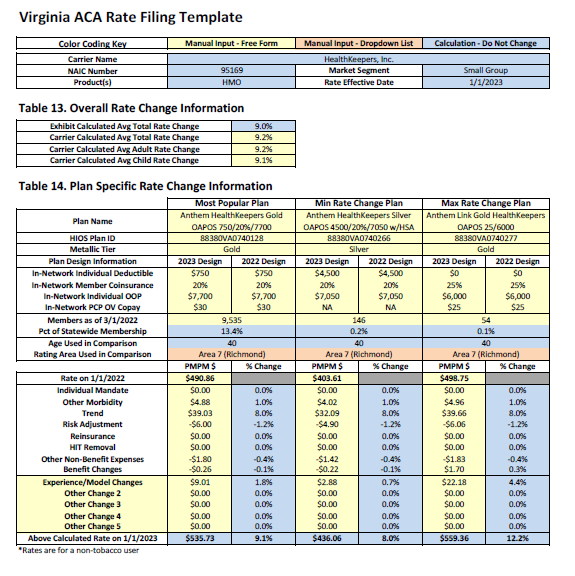 Virginia ACA Rate Filing Template
Color Coding Key Manual Input - Free Form Manual Input - Dropdown List Calculation - Do Not Change
Carrier Name HealthKeepers, Inc.
NAIC Number 95169 Market Segment Small Group
Product(s) HMO Rate Effective Date 1/1/2023
Table 13. Overall Rate Change Information
Exhibit Calculated Avg Total Rate Change 9.0%
Carrier Calculated Avg Total Rate Change 9.2%
Carrier Calculated Avg Adult Rate Change 9.2%
Carrier Calculated Avg Child Rate Change 9.1%
Table 14. Plan Specific Rate Change Information
Most Popular Plan Min Rate Change Plan Max Rate Change Plan
Plan Name Anthem HealthKeepers Gold OAPOS 750/20%/7700 Anthem HealthKeepers Silver OAPOS 4500/20%/7050 w/HSA Anthem Link Gold HealthKeepers OAPOS 25/6000
HIOS Plan ID 88380VA0740128 88380VA0740266 88380VA0740277
Metallic Tier Gold Silver Gold
Plan Design Information 2023 Design 2022 Design 2023 Design 2022 Design 2023 Design 2022 Design
In-Network Individual Deductible $750 $750 $4,500 $4,500 $0 $0
In-Network Member Coinsurance 20% 20% 20% 20% 25% 25%
In-Network Individual OOP $7,700 $7,700 $7,050 $7,050 $6,000 $6,000
In-Network PCP OV Copay $30 $30 NA NA $25 $25
Members as of 3/1/2022 9,535 146 54
Pct of Statewide Membership 13.4% 0.2% 0.1%
Age Used in Comparison 40 40 40
Rating Area Used in Comparison Area 7 (Richmond) Area 7 (Richmond) Area 7 (Richmond)
PMPM $ % Change PMPM $ % Change PMPM $ % Change
Rate on 1/1/2022 $490.86 $403.61 $498.75
Individual Mandate $0.00 0.0% $0.00 0.0% $0.00 0.0%
Other Morbidity $4.88 1.0% $4.02 1.0% $4.96 1.0%
Trend $39.03 8.0% $32.09 8.0% $39.66 8.0%
Risk Adjustment -$6.00 -1.2% -$4.90 -1.2% -$6.06 -1.2%
Reinsurance $0.00 0.0% $0.00 0.0% $0.00 0.0%
HIT Removal $0.00 0.0% $0.00 0.0% $0.00 0.0%
Other Non-Benefit Expenses -$1.80 -0.4% -$1.42 -0.4% -$1.83 -0.4%
Benefit Changes -$0.26 -0.1% -$0.22 -0.1% $1.70 0.3%
Experience/Model Changes $9.01 1.8% $2.88 0.7% $22.18 4.4%
Other Change 2 $0.00 0.0% $0.00 0.0% $0.00 0.0%
Other Change 3 $0.00 0.0% $0.00 0.0% $0.00 0.0%
Other Change 4 $0.00 0.0% $0.00 0.0% $0.00 0.0%
Other Change 5 $0.00 0.0% $0.00 0.0% $0.00 0.0%
Above Calculated Rate on 1/1/2023 $535.73 9.1% $436.06 8.0% $559.36 12.2%
*Rates are for a non-tobacco user